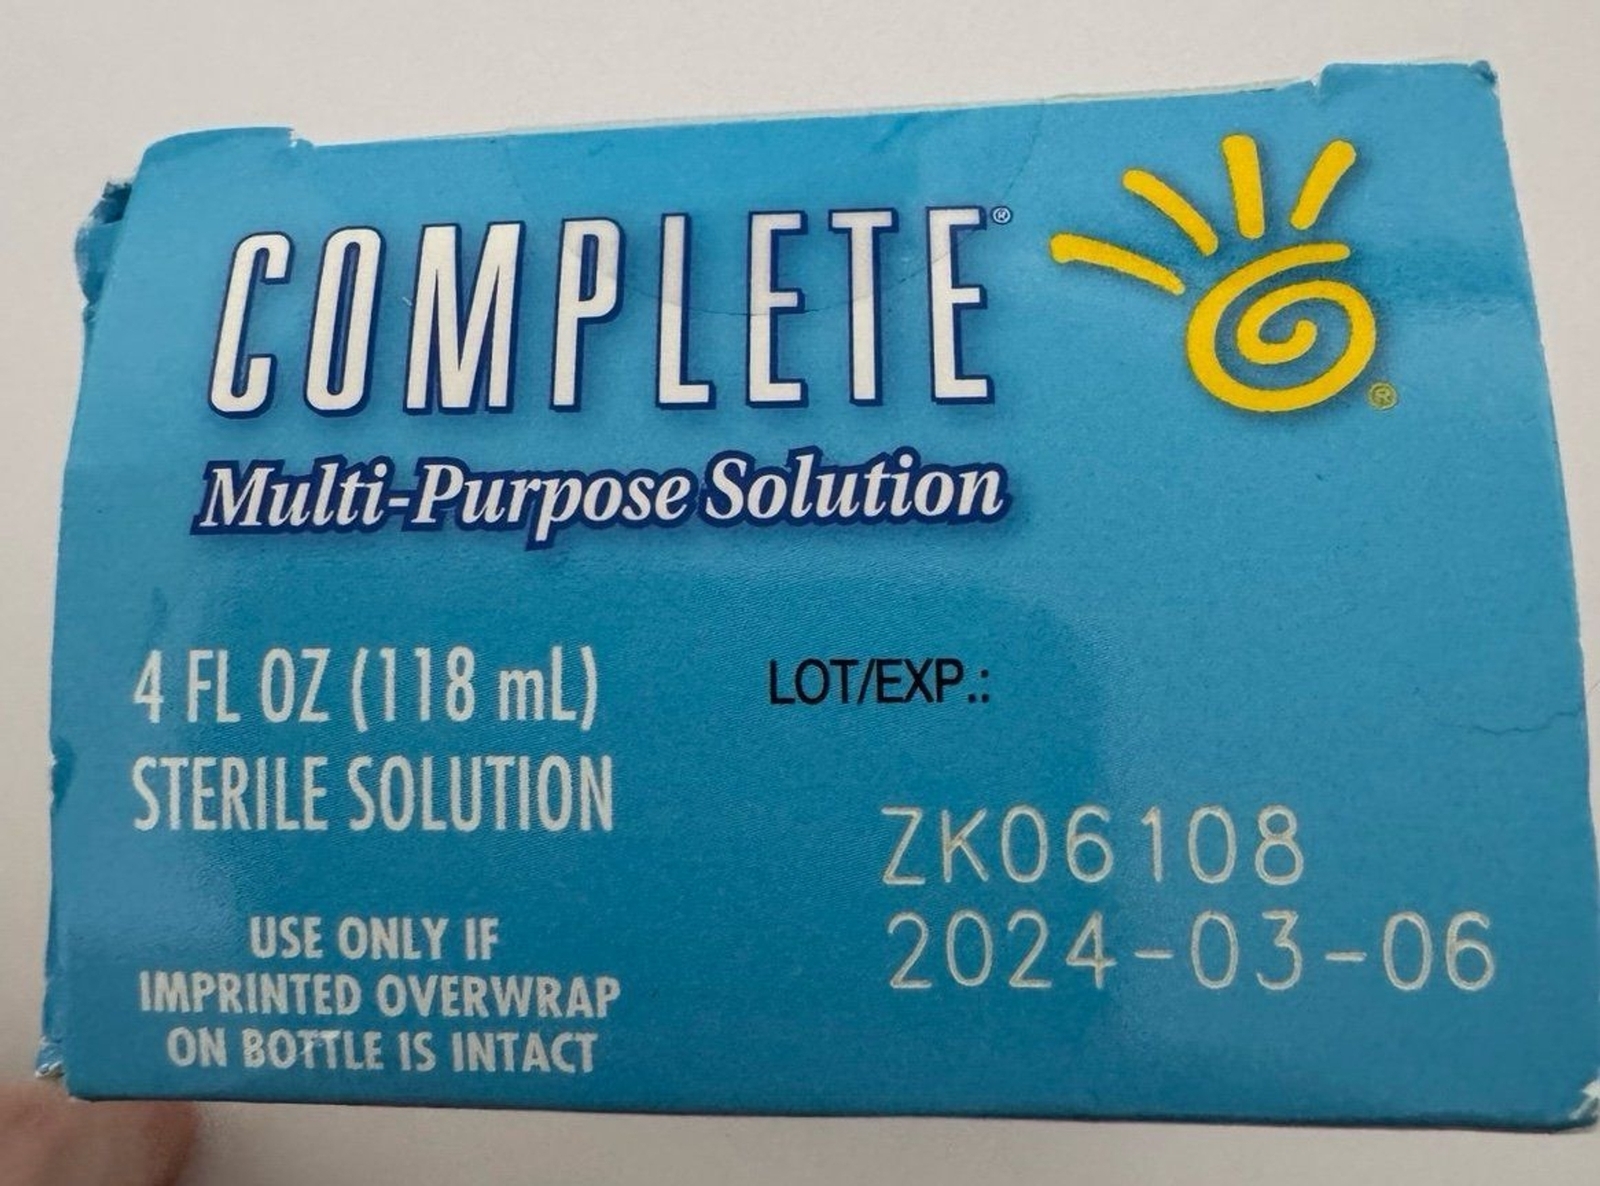 COMPLETE®
®
Multi-Purpose Solution
4 FL OZ (118 mL)
STERILE SOLUTION
USE ONLY IF
IMPRINTED OVERWRAP
ON BOTTLE IS INTACT
LOT/EXP.:
ZK06108
2024-03-06